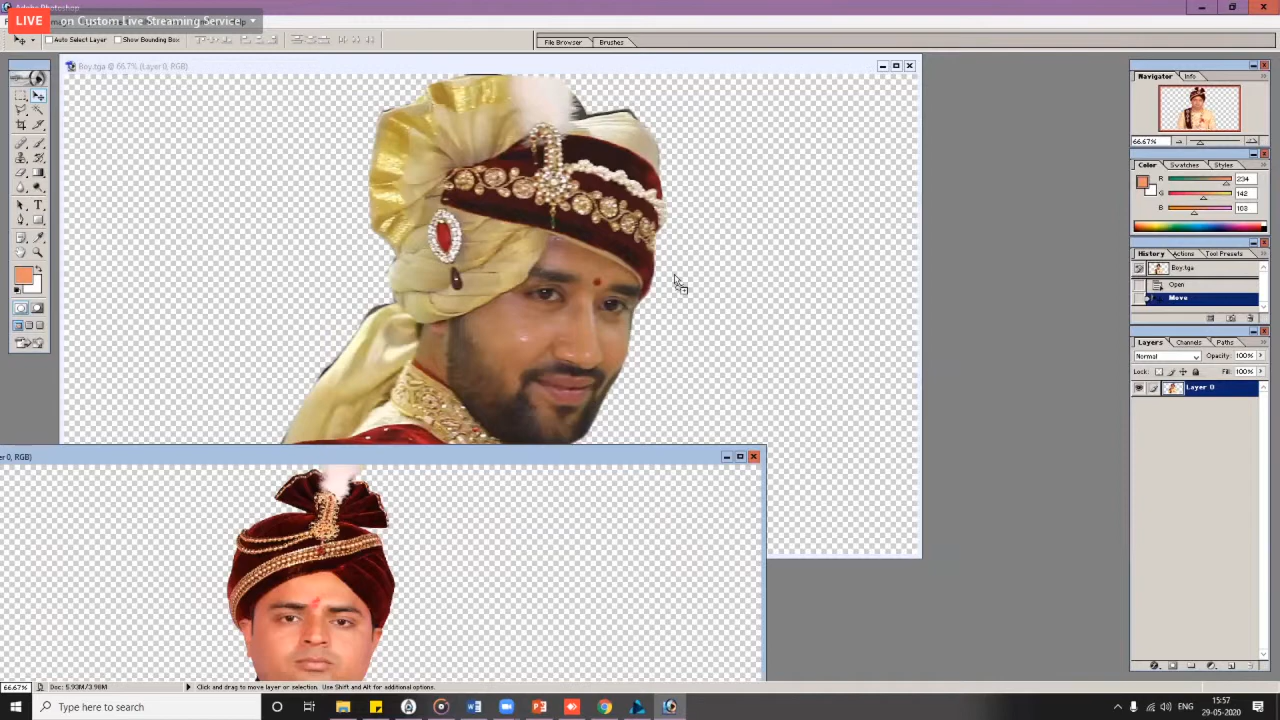 Adobe Photoshop
LIVE on Custom Live Streaming Service
Auto Select Layer Show Bounding Box
File Browser Brushes
Boy.tga @ 66.7% (Layer 0, RGB)
Navigator Info
66.67%
Color Swatches Styles
R 234
G 142
B 103
History Actions Tool Presets
Boy.tga
Open
Move
Layers Channels Paths
Normal Opacity: 100%
Lock: Fill: 100%
Layer 0
er 0, RGB)
66.67% Doc: 5.93M/3.98M Click and drag to move layer or selection. Use Shift and Alt for additional options.
Type here to search
ENG
15:57
29-05-2020